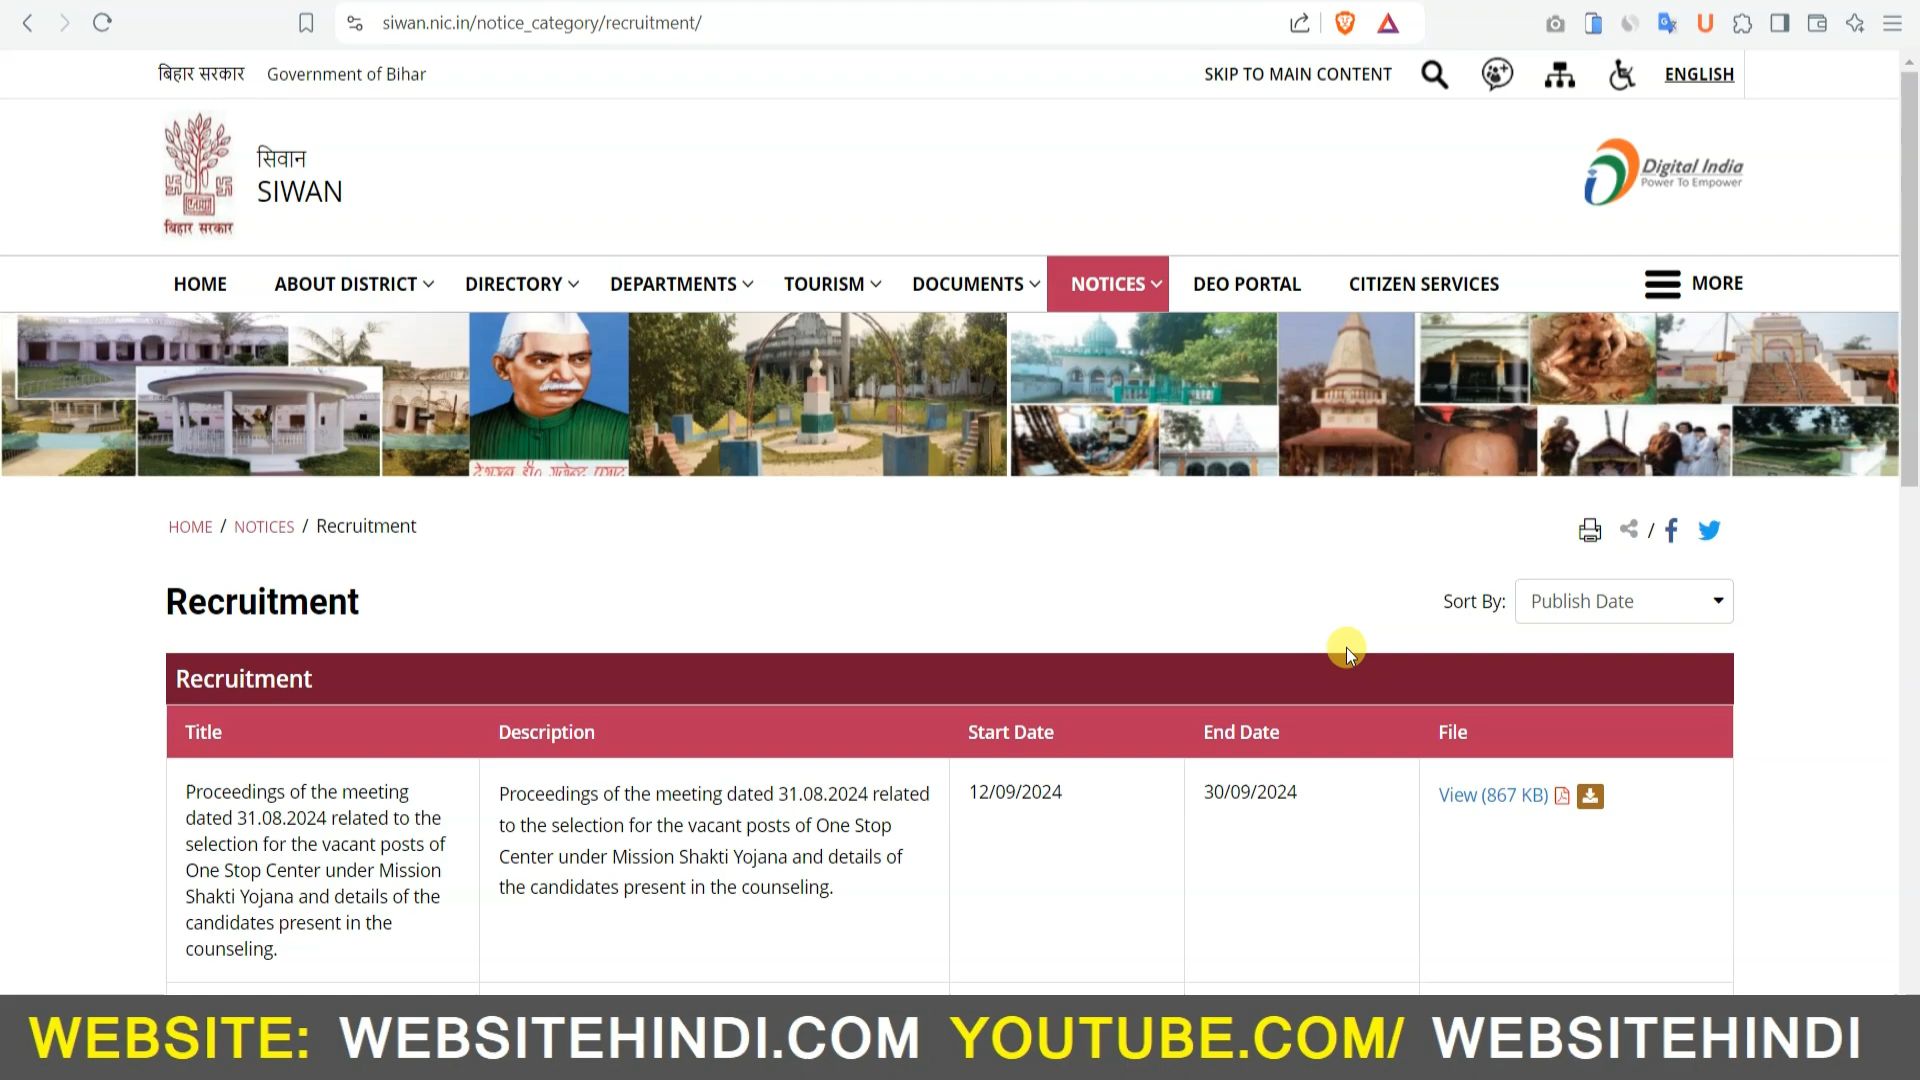 siwan.nic.in/notice_category/recruitment/
बिहार सरकार Government of Bihar
SKIP TO MAIN CONTENT
ENGLISH
सिवान
SIWAN
बिहार सरकार
Digital India
Power To Empower
HOME ABOUT DISTRICT DIRECTORY DEPARTMENTS TOURISM DOCUMENTS NOTICES DEO PORTAL CITIZEN SERVICES MORE
HOME / NOTICES / Recruitment
/
Recruitment
Sort By: Publish Date
Recruitment
Title Description Start Date End Date File
Proceedings of the meeting
dated 31.08.2024 related to the
selection for the vacant posts of
One Stop Center under Mission
Shakti Yojana and details of the
candidates present in the
counseling.
Proceedings of the meeting dated 31.08.2024 related
to the selection for the vacant posts of One Stop
Center under Mission Shakti Yojana and details of
the candidates present in the counseling.
12/09/2024
30/09/2024
View (867 KB)
WEBSITE: WEBSITEHINDI.COM YOUTUBE.COM/ WEBSITEHINDI